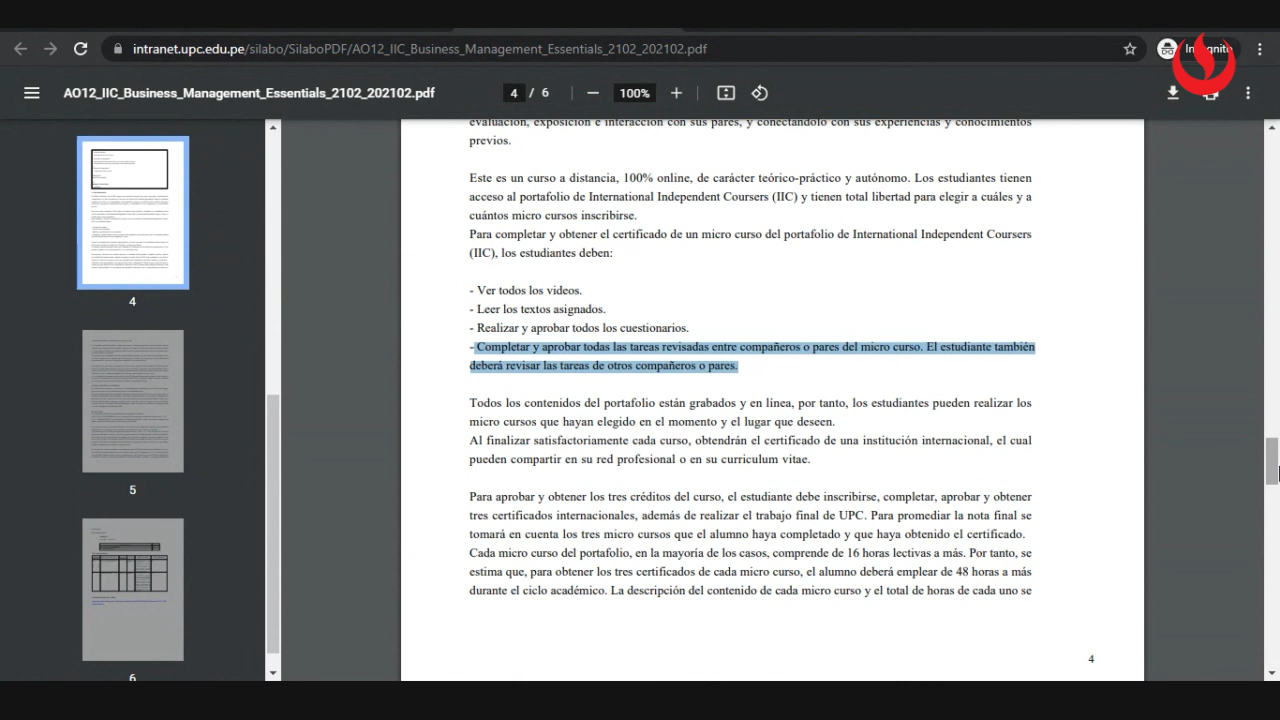 intranet.upc.edu.pe/silabo/SilaboPDF/AO12_IIC_Business_Management_Essentials_2102_202102.pdf
Incognito
AO12_IIC_Business_Management_Essentials_2102_202102.pdf
4 / 6
100%
evaluación, exposición e interacción con sus pares, y conectándolo con sus experiencias y conocimientos
previos.
Este es un curso a distancia, 100% online, de carácter teórico-práctico y autónomo. Los estudiantes tienen
acceso al portafolio de International Independent Coursers (IIC) y tienen total libertad para elegir a cuáles y a
cuántos micro cursos inscribirse.
Para completar y obtener el certificado de un micro curso del portafolio de International Independent Coursers
(IIC), los estudiantes deben:
- Ver todos los videos.
- Leer los textos asignados.
- Realizar y aprobar todos los cuestionarios.
- Completar y aprobar todas las tareas revisadas entre compañeros o pares del micro curso. El estudiante también
deberá revisar las tareas de otros compañeros o pares.
Todos los contenidos del portafolio están grabados y en línea, por tanto, los estudiantes pueden realizar los
micro cursos que hayan elegido en el momento y el lugar que deseen.
Al finalizar satisfactoriamente cada curso, obtendrán el certificado de una institución internacional, el cual
pueden compartir en su red profesional o en su curriculum vitae.
Para aprobar y obtener los tres créditos del curso, el estudiante debe inscribirse, completar, aprobar y obtener
tres certificados internacionales, además de realizar el trabajo final de UPC. Para promediar la nota final se
tomará en cuenta los tres micro cursos que el alumno haya completado y que haya obtenido el certificado.
Cada micro curso del portafolio, en la mayoría de los casos, comprende de 16 horas lectivas a más. Por tanto, se
estima que, para obtener los tres certificados de cada micro curso, el alumno deberá emplear de 48 horas a más
durante el ciclo académico. La descripción del contenido de cada micro curso y el total de horas de cada uno se
4
4
5
6